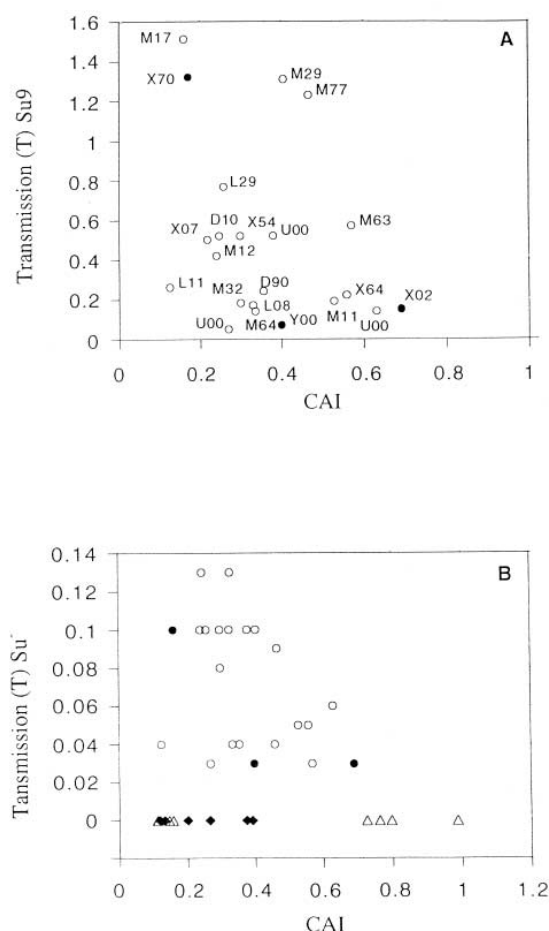 1.6
M17
A
1.4
X70
M29
M77
1.2
1
0.8
L29
0.6
X07
D10
X54
U00
M63
M12
0.4
L11
M32
D90
X64
X02
0.2
L08
U00
M64
Y00
M11
U00
0
0 0.2 0.4 0.6 0.8 1
CAI
Transmission (T) Su9
0.14
B
0.12
0.1
0.08
0.06
0.04
0.02
0
0 0.2 0.4 0.6 0.8 1 1.2
CAI
Tansmission (T) Su-